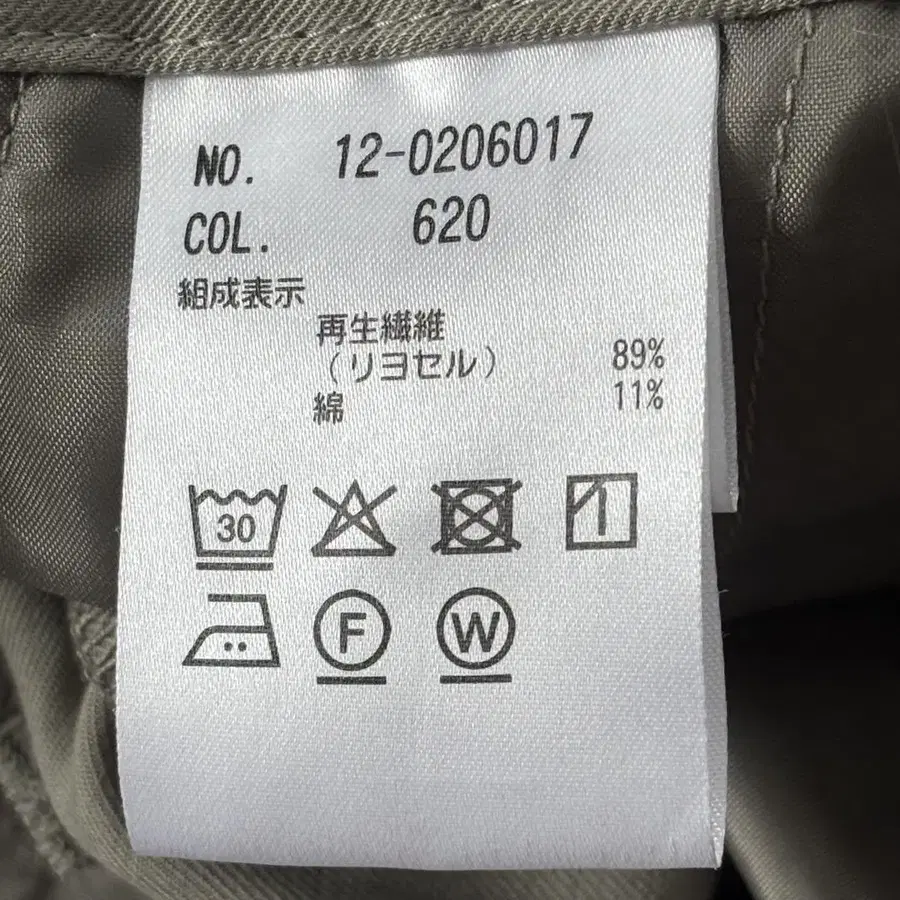 NO. 12-0206017
COL. 620
組成表示
再生繊維
(リヨセル) 89%
綿 11%
30
F W